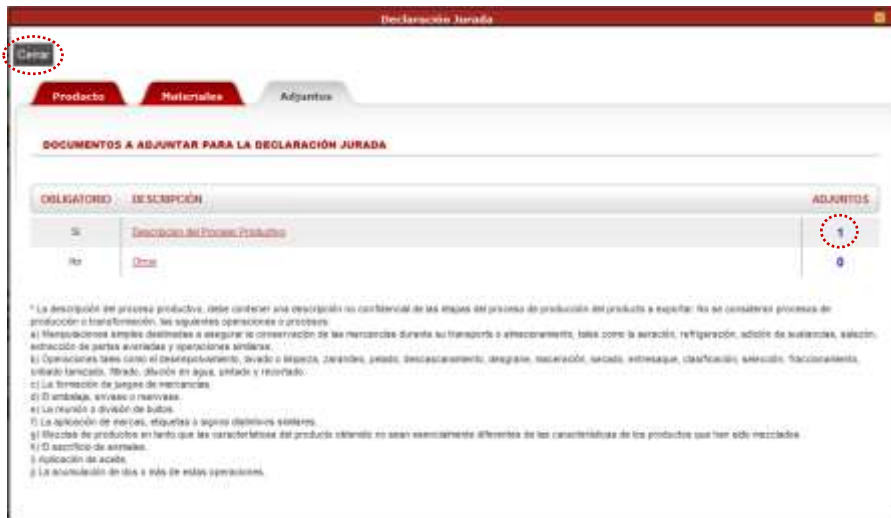 Declaración Jurada
Cerrar
Producto Materiales Adjuntos
DOCUMENTOS A ADJUNTAR PARA LA DECLARACIÓN JURADA
OBLIGATORIO DESCRIPCIÓN ADJUNTOS
Si Descripcion del Proceso Productivo 1
No Otros 0
* La descripción del proceso productivo, debe contener una descripción no confidencial de las etapas del proceso de producción del producto a exportar. No se consideran procesos de
producción o transformación, las siguientes operaciones o procesos:
a) Manipulaciones simples destinadas a asegurar la conservación de las mercancías durante su transporte o almacenamiento, tales como la aeración, refrigeración, adición de sustancias, salazón,
extracción de partes averiadas y operaciones similares.
b) Operaciones tales como el desempolvamiento, lavado o limpieza, zarandeo, pelado, descascaramiento, desgrane, maceración, secado, entresaque, clasificación, selección, fraccionamiento,
cribado tamizado, filtrado, dilución en agua, pintado y recortado.
c) La formación de juegos de mercancías.
d) El embalaje, envase o reenvase.
e) La reunión o división de bultos.
f) La aplicación de marcas, etiquetas o signos distintivos similares.
g) Mezclas de productos en tanto que las características del producto obtenido no sean esencialmente diferentes de las características de los productos que han sido mezclados.
h) El sacrificio de animales.
i) Aplicación de aceite.
j) La acumulación de dos o más de estas operaciones.